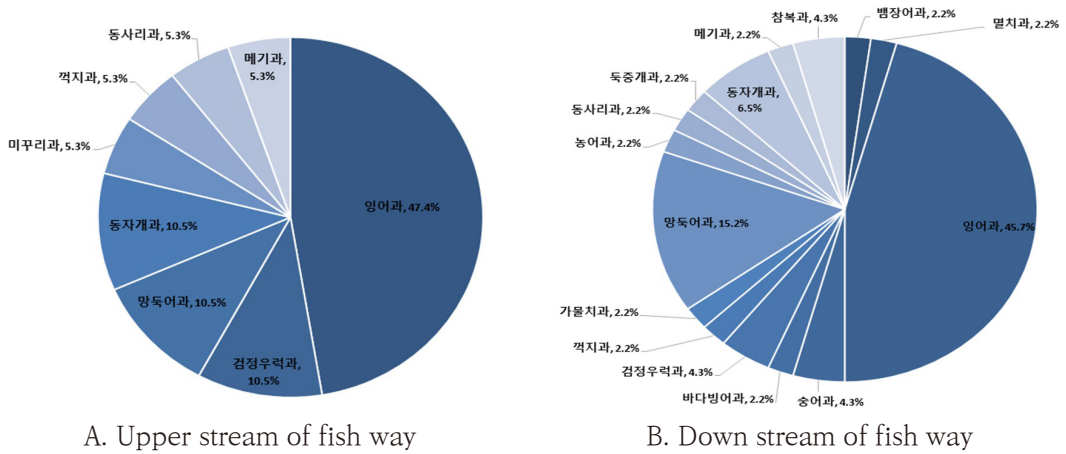 잉어과, 47.4%
검정우럭과,
10.5%
망둑어과, 10.5%
동자개과, 10.5%
미꾸리과, 5.3%
꺽지과, 5.3%
동사리과, 5.3%
메기과,
5.3%
A. Upper stream of fish way
뱀장어과, 2.2%
멸치과, 2.2%
잉어과, 45.7%
숭어과, 4.3%
바다빙어과, 2.2%
검정우럭과, 4.3%
꺽지과, 2.2%
가물치과, 2.2%
망둑어과, 15.2%
농어과, 2.2%
동사리과, 2.2%
둑중개과, 2.2%
동자개과,
6.5%
메기과, 2.2%
참복과, 4.3%
B. Down stream of fish way